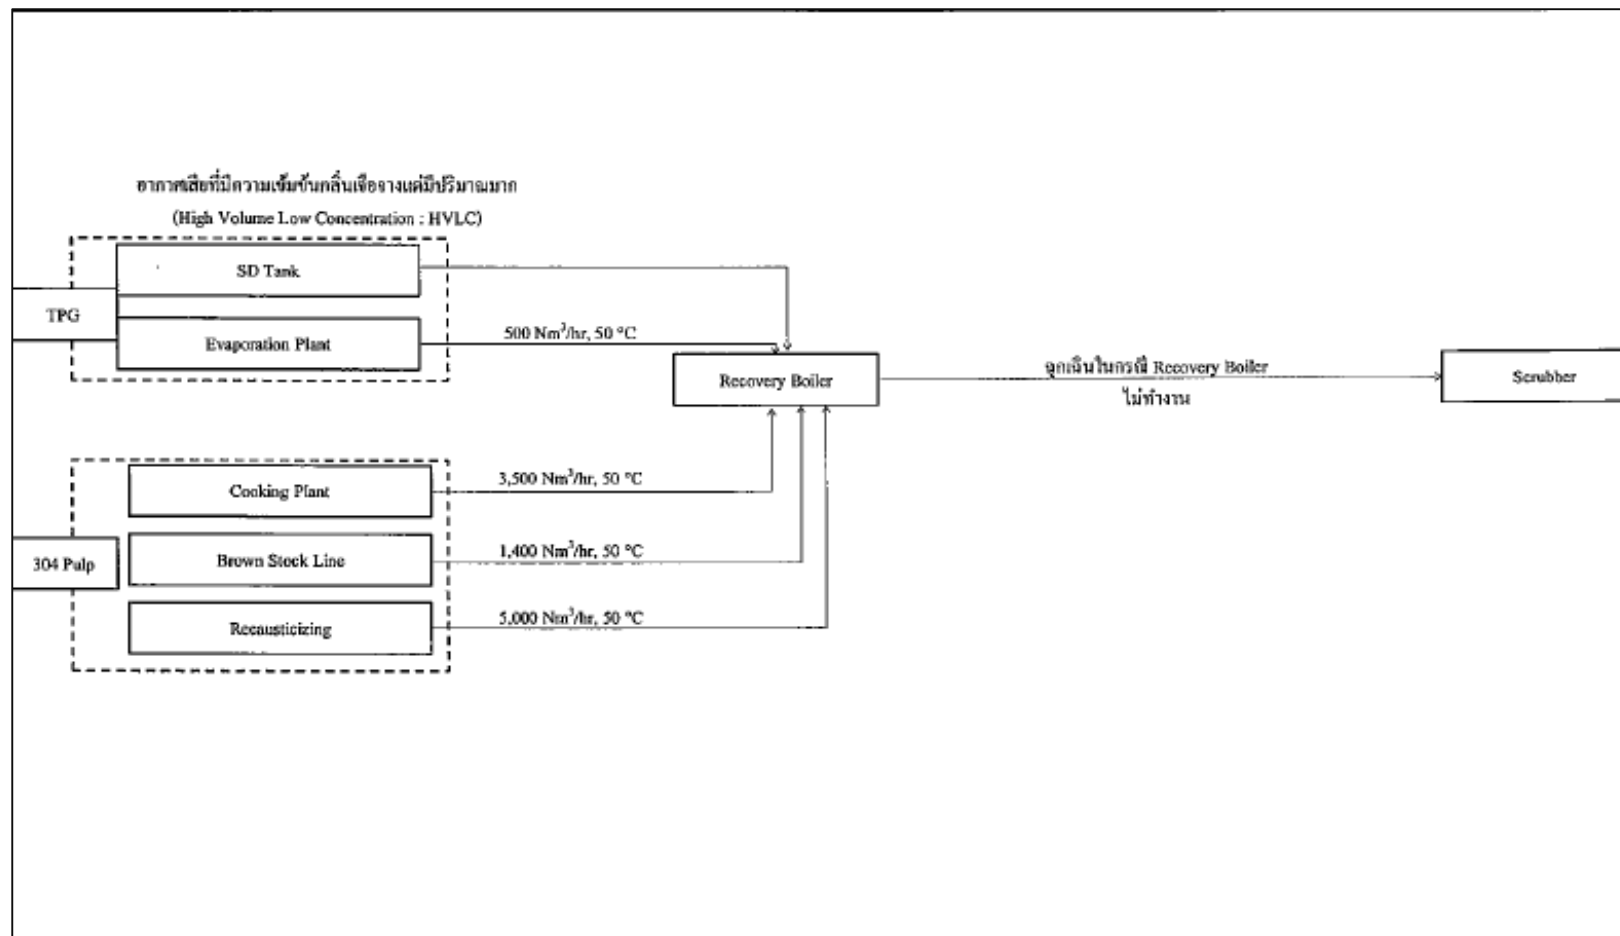 อากาศเสียที่มีความเข้มข้นกลิ่นเจือจางแต่มีปริมาณมาก
(High Volume Low Concentration : HVLC)
SD Tank
TPG
Evaporation Plant
500 Nm³/hr, 50 °C
Recovery Boiler
ฉุกเฉินในกรณี Recovery Boiler
ไม่ทำงาน
Scrubber
Cooking Plant
3,500 Nm³/hr, 50 °C
304 Pulp
Brown Stock Line
1,400 Nm³/hr, 50 °C
Recausticizing
5,000 Nm³/hr, 50 °C